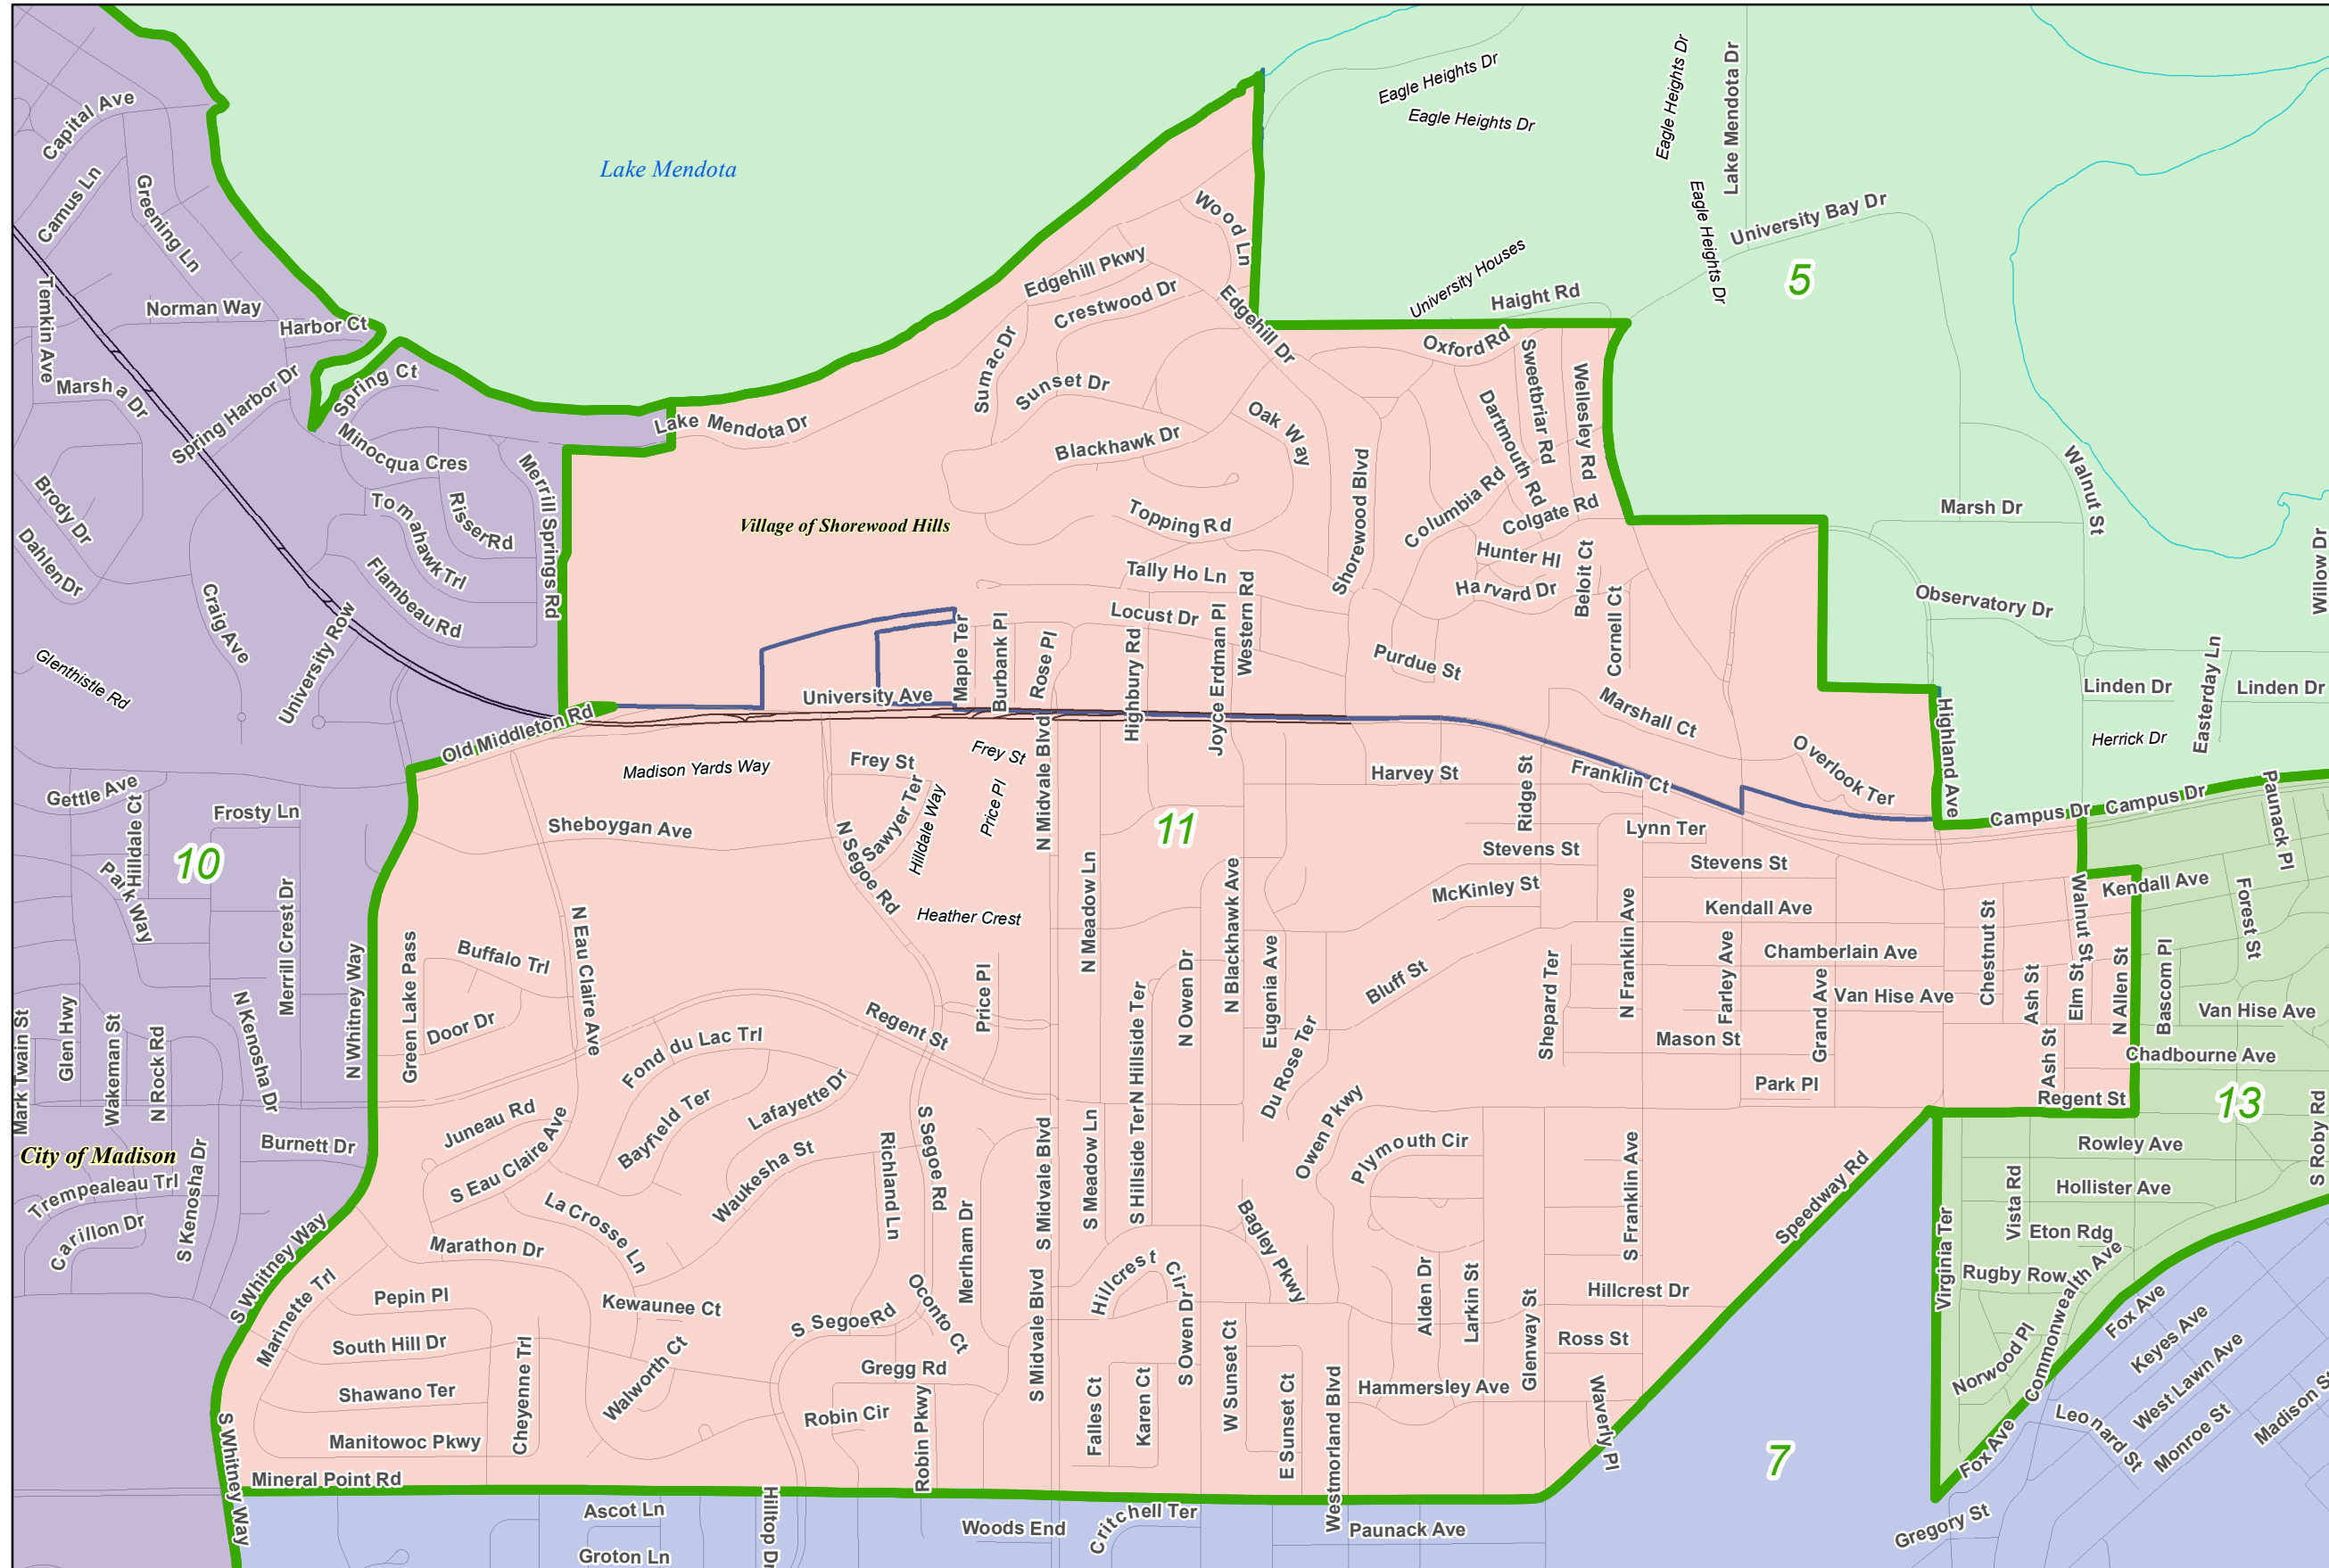 Capital Ave
Camus Ln
Greening Ln
Temkin Ave
Norman Way
Harbor Ct
Marsha Dr
Spring Harbor Dr
Spring Ct
Minocqua Cres
Tomahawk Trl
Risser Rd
Merrill Springs Rd
Flambeau Rd
Brody Dr
Dahlen Dr
Craig Ave
University Row
Glenthistle Rd
Lake Mendota
Lake Mendota Dr
Village of Shorewood Hills
Wood Ln
Edgehill Pkwy
Crestwood Dr
Edgehill Dr
Sumac Dr
Sunset Dr
Blackhawk Dr
Oak Way
Topping Rd
Tally Ho Ln
Locust Dr
Shorewood Blvd
Columbia Rd
Dartmouth Rd
Sweetbriar Rd
Wellesley Rd
Oxford Rd
Colgate Rd
Hunter Hl
Harvard Dr
Beloit Ct
Cornell Ct
Purdue St
Eagle Heights Dr
Eagle Heights Dr
Eagle Heights Dr
Eagle Heights Dr
Lake Mendota Dr
University Bay Dr
University Houses
Haight Rd
5
Marsh Dr
Walnut St
Observatory Dr
Willow Dr
Linden Dr
Linden Dr
Easterday Ln
Herrick Dr
Highland Ave
Campus Dr
Campus Dr
Paunack Pl
Marshall Ct
Overlook Ter
Franklin Ct
University Ave
Maple Ter
Burbank Pl
Rose Pl
Highbury Rd
Joyce Erdman Pl
Western Rd
Old Middleton Rd
Madison Yards Way
Frey St
Frey St
Sawyer Ter
Hilldale Way
Price Pl
N Midvale Blvd
N Segoe Rd
Heather Crest
Sheboygan Ave
11
Harvey St
Ridge St
Lynn Ter
Stevens St
Stevens St
McKinley St
Kendall Ave
Kendall Ave
Forest St
Gettle Ave
Hilldale Ct
Frosty Ln
10
Park Way
Merrill Crest Dr
N Whitney Way
N Kenosha Dr
Glen Hwy
Mark Twain St
Wakeman St
N Rock Rd
Green Lake Pass
Buffalo Trl
Door Dr
N Eau Claire Ave
Fond du Lac Trl
Regent St
Price Pl
N Meadow Ln
N Hillside Ter
N Owen Dr
N Blackhawk Ave
Eugenia Ave
Du Rose Ter
Bluff St
Shepard Ter
N Franklin Ave
Farley Ave
Chamberlain Ave
Van Hise Ave
Grand Ave
Mason St
Park Pl
Chestnut St
Ash St
Ash St
Elm St
Walnut St
N Allen St
Bascom Pl
Van Hise Ave
Chadbourne Ave
Regent St
13
S Roby Rd
City of Madison
Burnett Dr
Trempealeau Trl
Carillon Dr
S Kenosha Dr
S Whitney Way
Juneau Rd
S Eau Claire Ave
Bayfield Ter
Lafayette Dr
Waukesha St
La Crosse Ln
Marathon Dr
Richland Ln
S Segoe Rd
Merlham Dr
S Midvale Blvd
S Meadow Ln
S Hillside Ter
Owen Pkwy
Plymouth Cir
Bagley Pkwy
S Franklin Ave
Speedway Rd
Rowley Ave
Hollister Ave
Vista Rd
Eton Rdg
Rugby Row
Virginia Ter
Commonwealth Ave
Norwood Pl
Fox Ave
Fox Ave
Keyes Ave
West Lawn Ave
Monroe St
Leonard St
Gregory St
Marinette Trl
Pepin Pl
South Hill Dr
Shawano Ter
Manitowoc Pkwy
Cheyenne Trl
Kewaunee Ct
Walworth Ct
S Segoe Rd
Oconto Ct
Gregg Rd
Robin Cir
Robin Pkwy
S Midvale Blvd
Hillcrest Cir
Falles Ct
Karen Ct
S Owen Dr
W Sunset Ct
E Sunset Ct
Westmorland Blvd
Alden Dr
Larkin St
Glenway St
Hillcrest Dr
Ross St
Hammersley Ave
Waverly Pl
7
Mineral Point Rd
S Whitney Way
Ascot Ln
Groton Ln
Hilltop Dr
Woods End
Critchell Ter
Paunack Ave